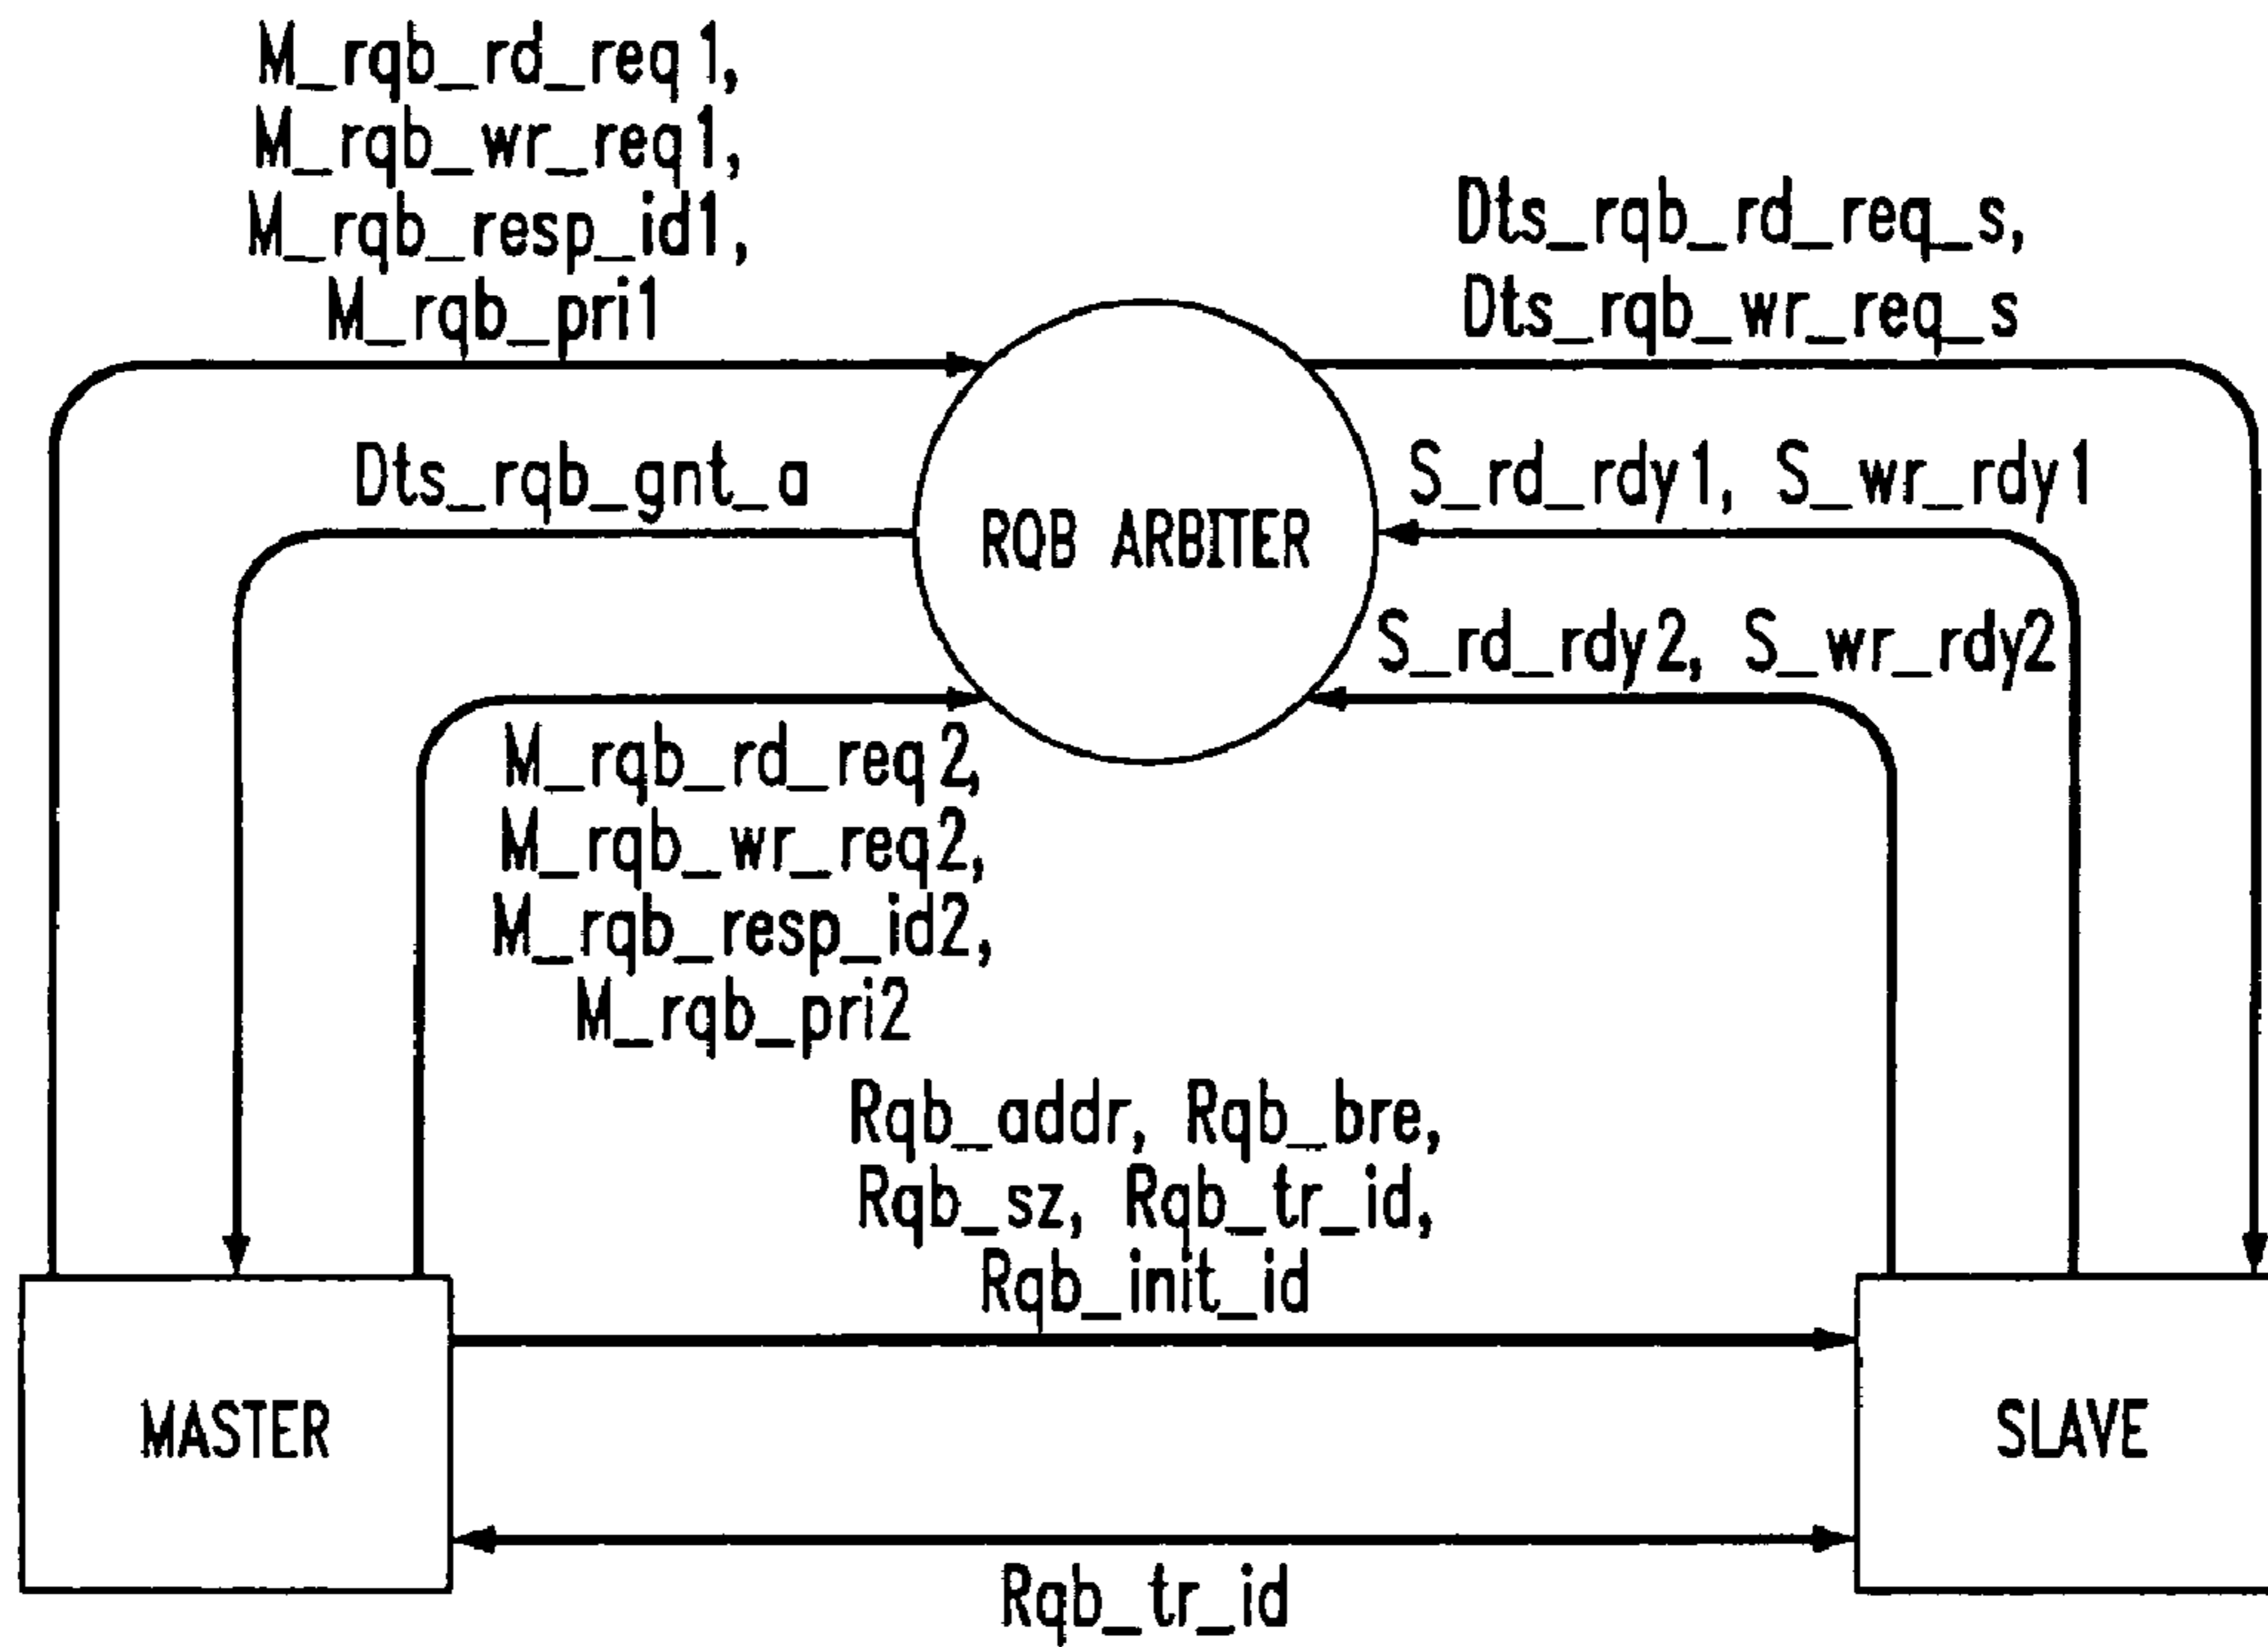 M_rqb_rd_req1,
M_rqb_wr_req1,
M_rqb_resp_id1,
M_rqb_pri1
Dts_rqb_rd_req_s,
Dts_rqb_wr_req_s
Dts_rqb_gnt_a
RQB ARBITER
S_rd_rdy1, S_wr_rdy1
S_rd_rdy2, S_wr_rdy2
M_rqb_rd_req2,
M_rqb_wr_req2,
M_rqb_resp_id2,
M_rqb_pri2
Rqb_addr, Rqb_bre,
Rqb_sz, Rqb_tr_id,
Rqb_init_id
MASTER
SLAVE
Rqb_tr_id